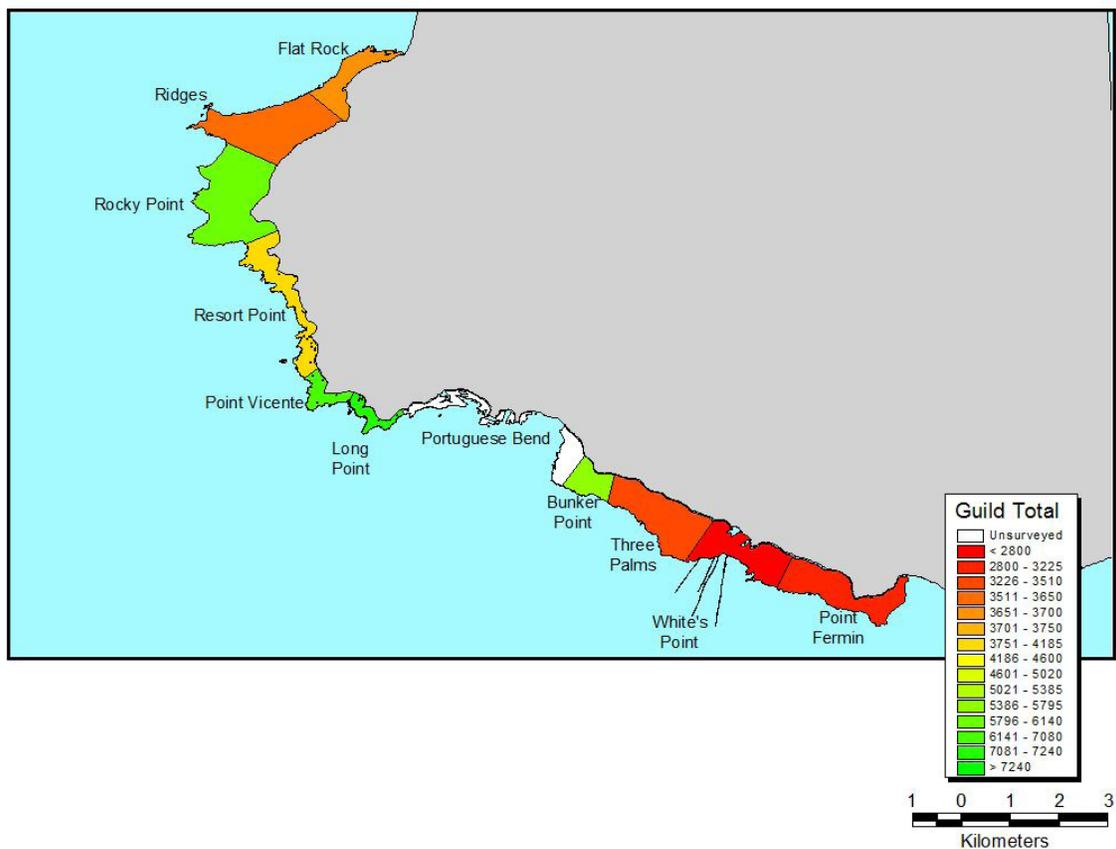 Flat Rock
Ridges
Rocky Point
Resort Point
Point Vicente
Long
Point
Portuguese Bend
Bunker
Point
Three
Palms
White's
Point
Point
Fermin
Guild Total
Unsurveyed
< 2800
2800 - 3225
3226 - 3510
3511 - 3650
3651 - 3700
3701 - 3750
3751 - 4185
4186 - 4600
4601 - 5020
5021 - 5385
5386 - 5795
5796 - 6140
6141 - 7080
7081 - 7240
> 7240
1 0 1 2 3
Kilometers